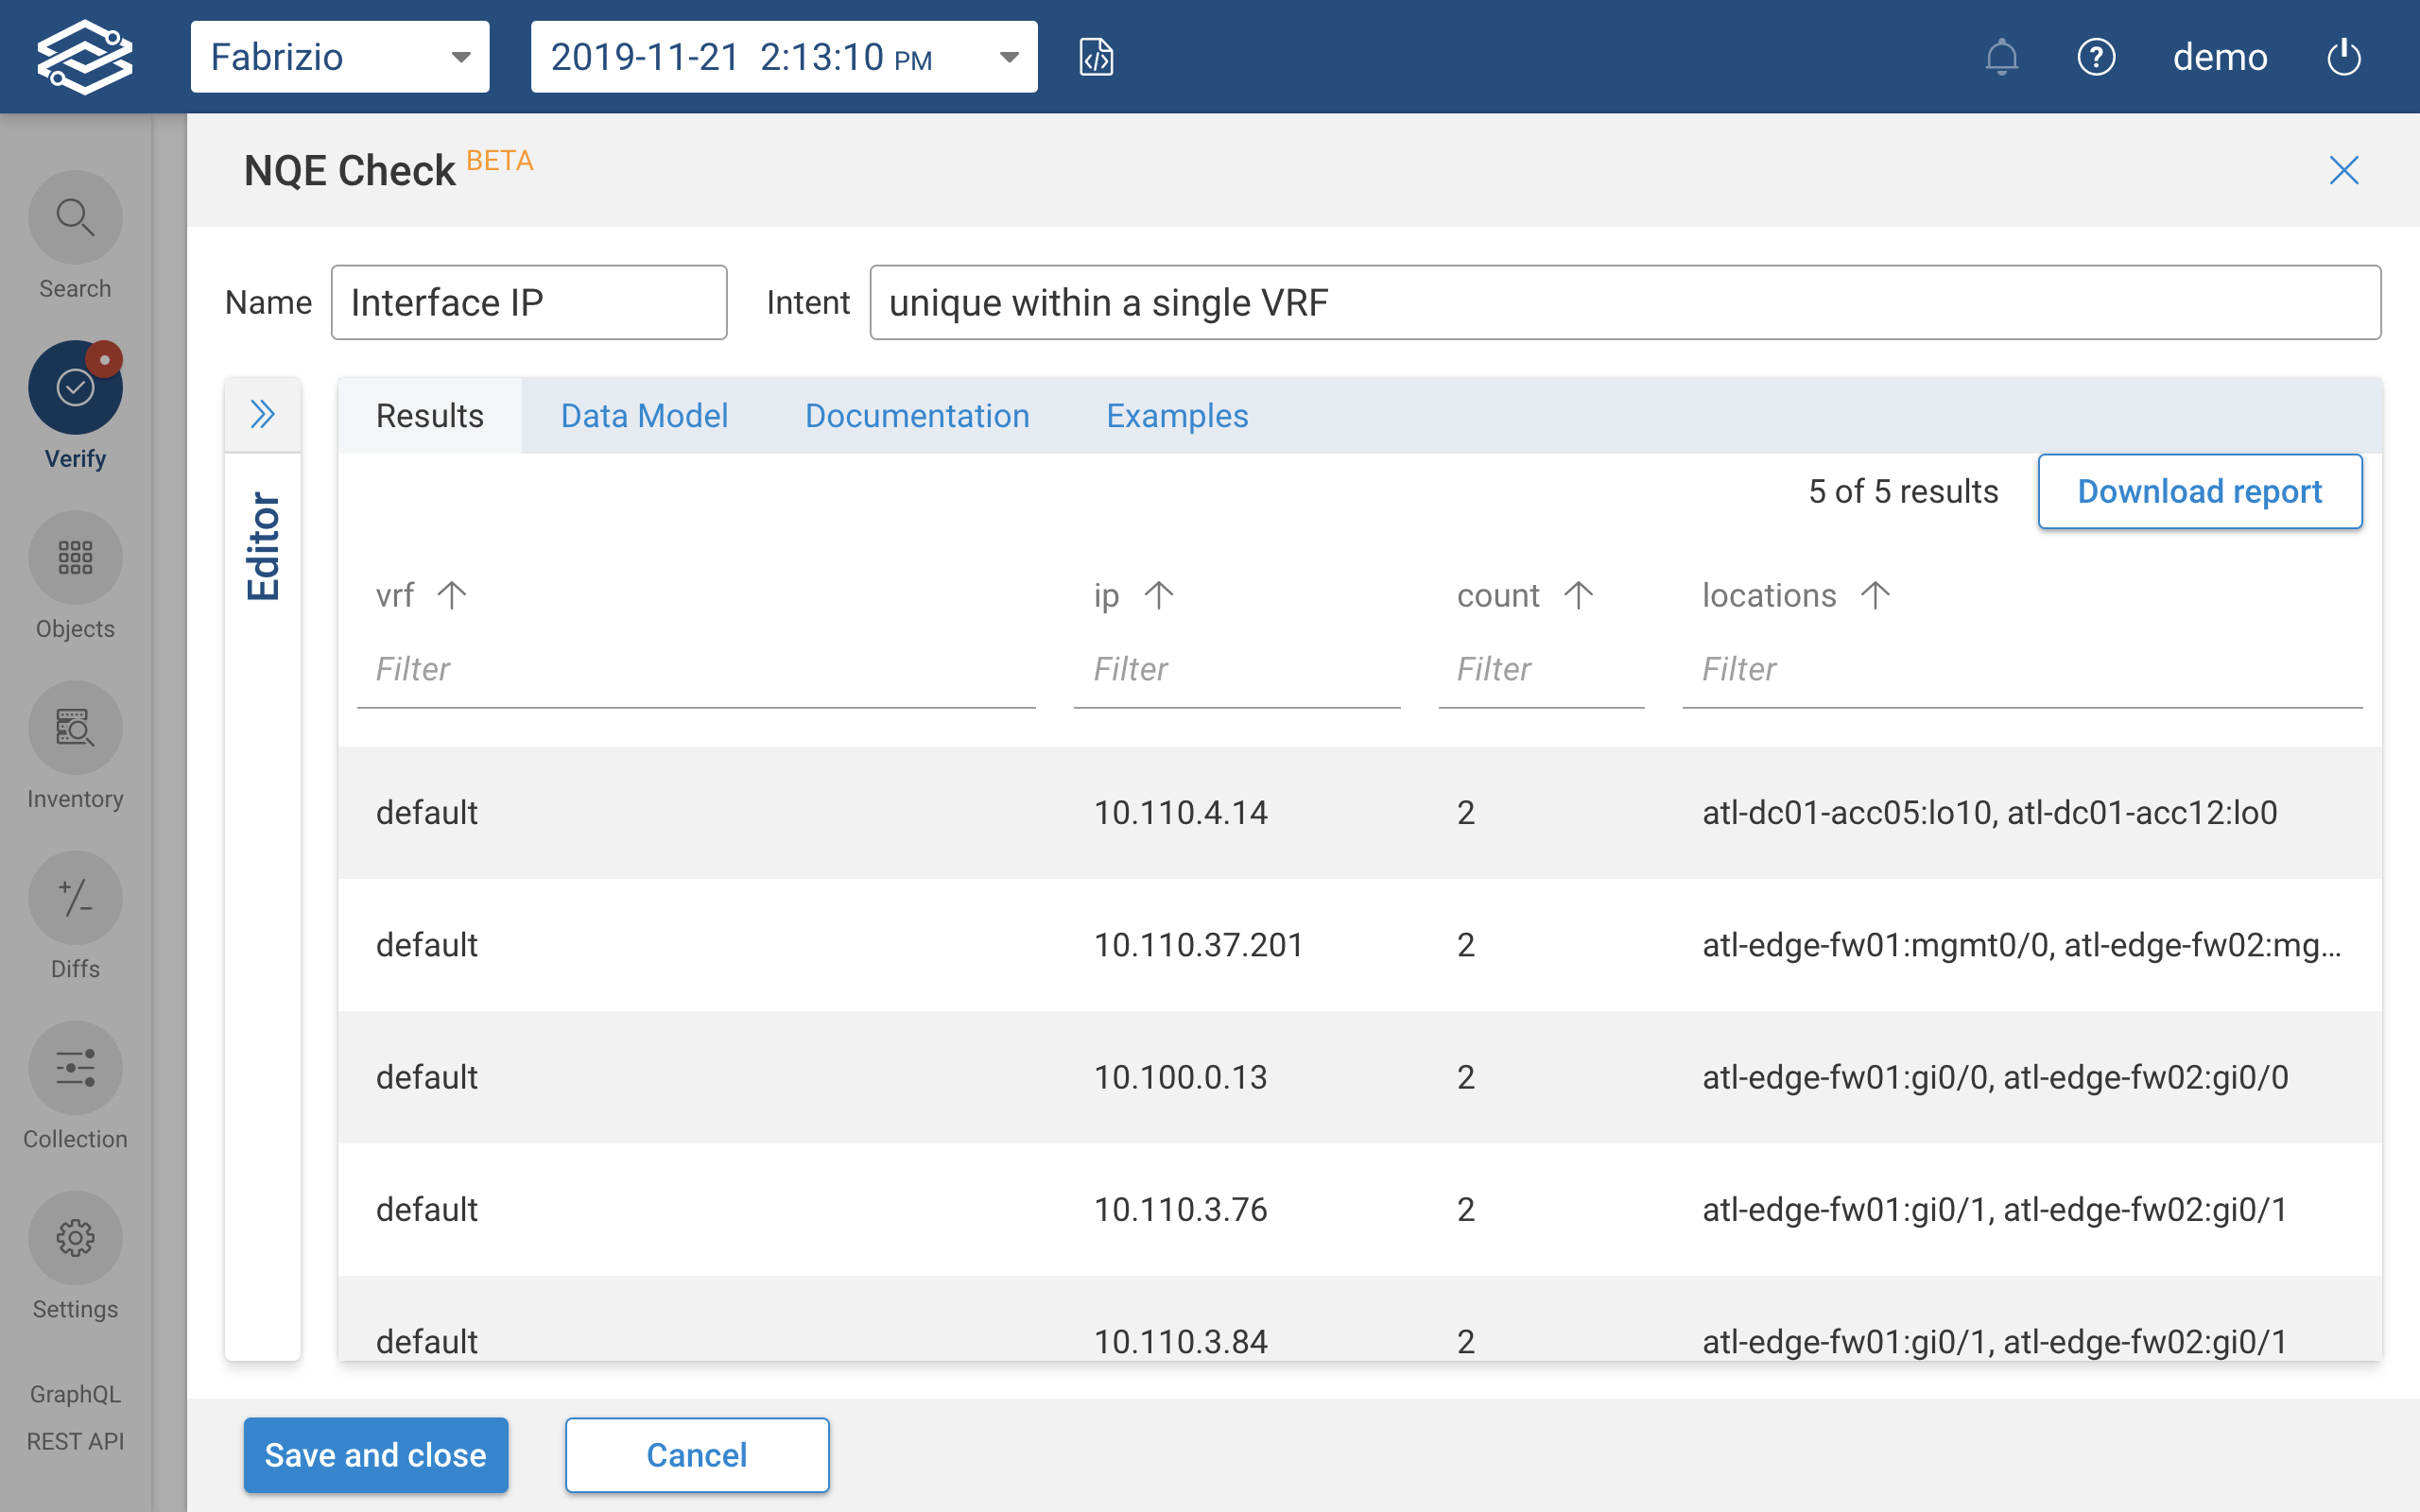 Fabrizio
2019-11-21 2:13:10 PM
demo
NQE Check BETA
Search
Verify
Objects
Inventory
Diffs
Collection
Settings
GraphQL
REST API
Name Interface IP Intent unique within a single VRF
Editor
Results Data Model Documentation Examples
5 of 5 results Download report
vrf ip count locations
Filter Filter Filter Filter
default 10.110.4.14 2 atl-dc01-acc05:lo10, atl-dc01-acc12:lo0
default 10.110.37.201 2 atl-edge-fw01:mgmt0/0, atl-edge-fw02:mg...
default 10.100.0.13 2 atl-edge-fw01:gi0/0, atl-edge-fw02:gi0/0
default 10.110.3.76 2 atl-edge-fw01:gi0/1, atl-edge-fw02:gi0/1
default 10.110.3.84 2 atl-edge-fw01:gi0/1, atl-edge-fw02:gi0/1
Save and close Cancel